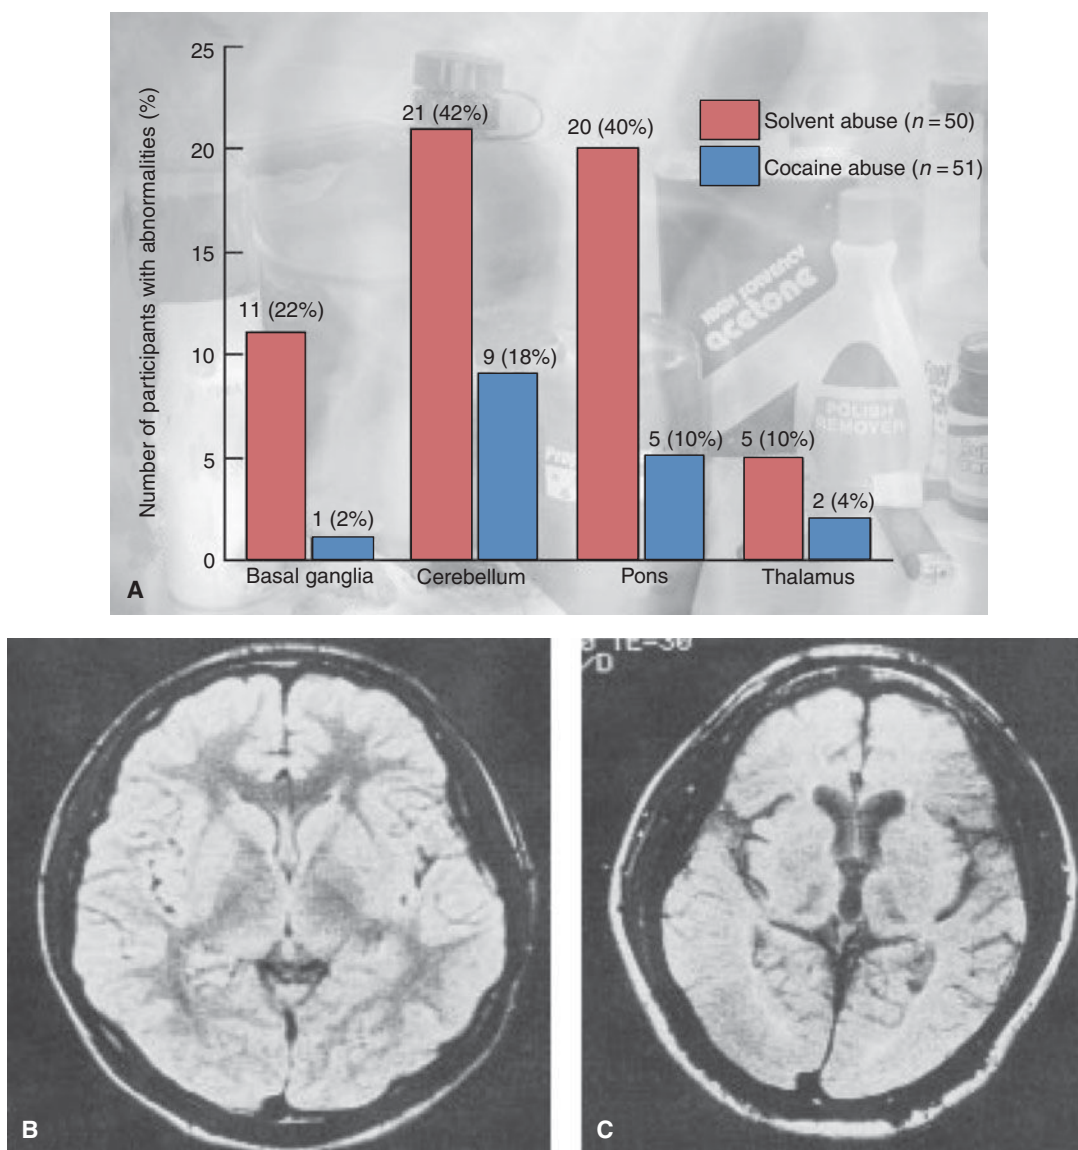 25
20
15
10
5
0
Number of participants with abnormalities (%)
Solvent abuse (n = 50)
Cocaine abuse (n = 51)
21 (42%)
20 (40%)
11 (22%)
9 (18%)
5 (10%)
5 (10%)
1 (2%)
2 (4%)
Basal ganglia
Cerebellum
Pons
Thalamus
HIGH SOLVENCY
acetone
POLISH
REMOVER
A
TE-30
/D
B
C